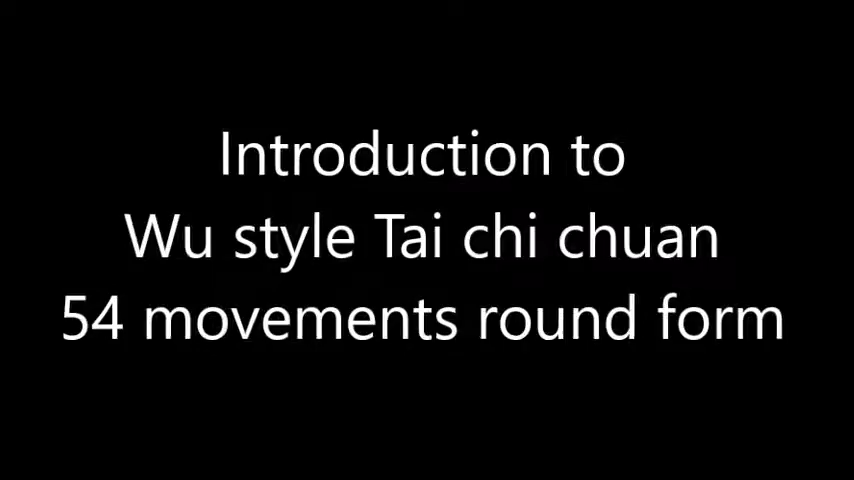 Introduction to
Wu style Tai chi chuan
54 movements round form